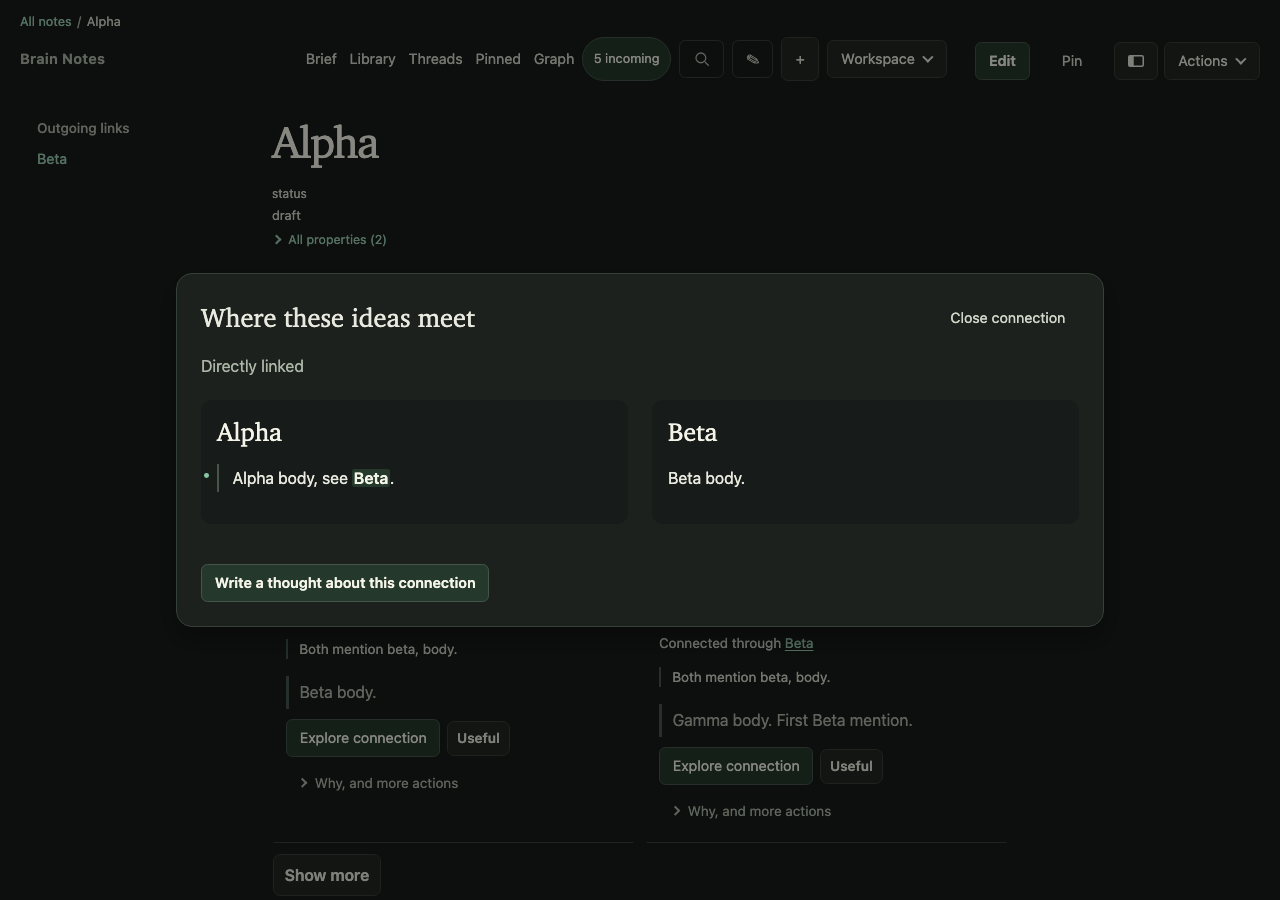 All notes / Alpha
Brain Notes
Brief Library Threads Pinned Graph 5 incoming + Workspace Edit Pin Actions
Outgoing links
Beta
Alpha
status
draft
All properties (2)
Where these ideas meet
Close connection
Directly linked
Alpha
Alpha body, see Beta.
Beta
Beta body.
Write a thought about this connection
Both mention beta, body.
Beta body.
Explore connection Useful
Why, and more actions
Connected through Beta
Both mention beta, body.
Gamma body. First Beta mention.
Explore connection Useful
Why, and more actions
Show more